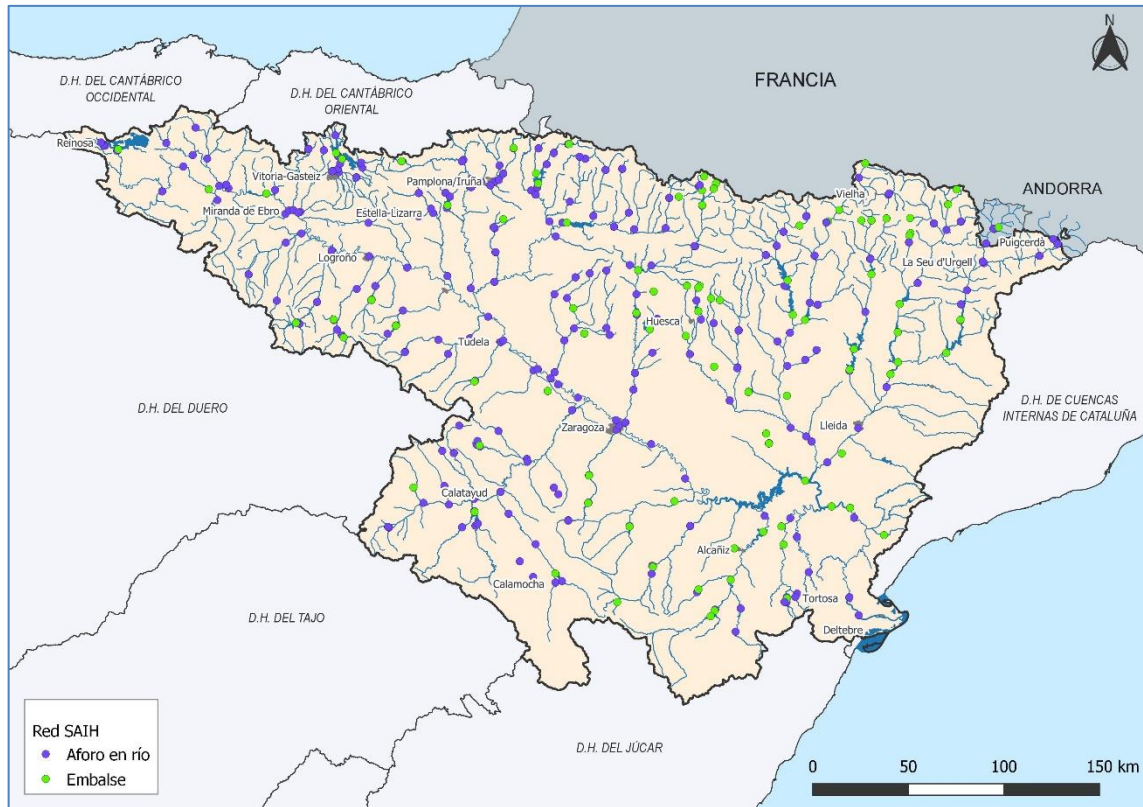 N
D.H. DEL CANTÁBRICO
OCCIDENTAL
D.H. DEL CANTÁBRICO
ORIENTAL
FRANCIA
Reinosa
Vitoria-Gasteiz
Pamplona/Iruña
Vielha
ANDORRA
Miranda de Ebro
Estella-Lizarra
Puigcerdà
Logroño
La Seu d'Urgell
Huesca
Tudela
D.H. DEL DUERO
D.H. DE CUENCAS
INTERNAS DE CATALUÑA
Zaragoza
Lleida
Calatayud
Alcañiz
Calamocha
Tortosa
D.H. DEL TAJO
Deltebre
Red SAIH
Aforo en río
Embalse
D.H. DEL JÚCAR
0 50 100 150 km